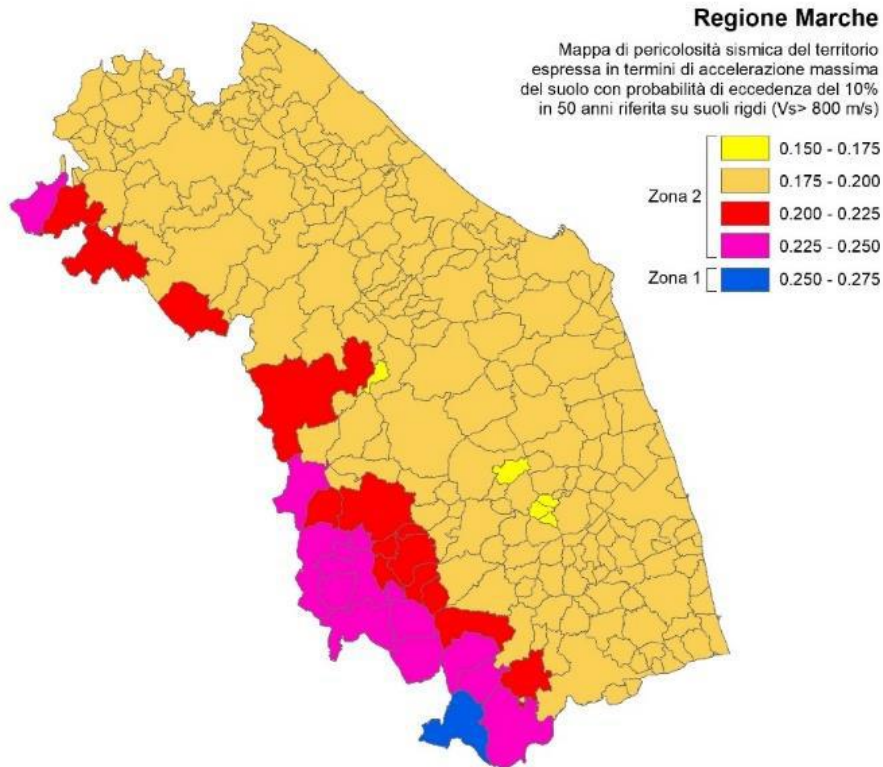 Regione Marche
Mappa di pericolosità sismica del territorio
espressa in termini di accelerazione massima
del suolo con probabilità di eccedenza del 10%
in 50 anni riferita su suoli rigdi (Vs> 800 m/s)
0.150 - 0.175
0.175 - 0.200
Zona 2
0.200 - 0.225
0.225 - 0.250
Zona 1
0.250 - 0.275